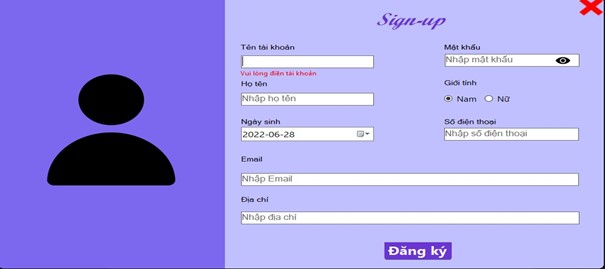 Sign-up
Tên tài khoản
Mật khẩu
Nhập mật khẩu
Vui lòng điền tài khoản
Họ tên
Giới tính
Nhập họ tên
Nam
Nữ
Ngày sinh
Số điện thoại
2022-06-28
Nhập số điện thoại
Email
Nhập Email
Địa chỉ
Nhập địa chỉ
Đăng ký